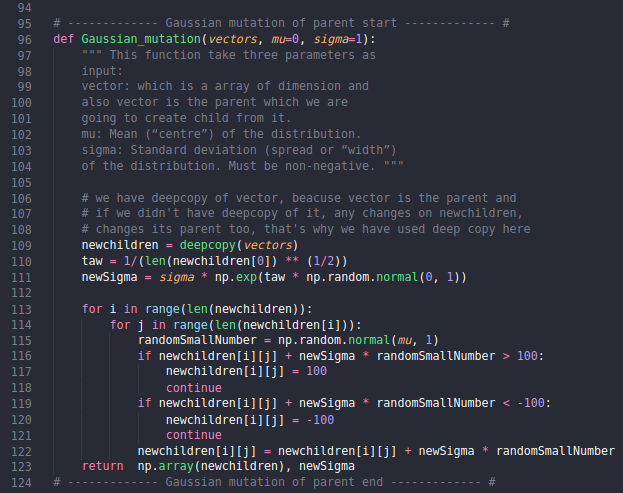 94
95 # ------------- Gaussian mutation of parent start ------------- #
96 def Gaussian_mutation(vectors, mu=0, sigma=1):
97     """ This function take three parameters as
98     input:
99     vector: which is a array of dimension and
100     also vector is the parent which we are
101     going to create child from it.
102     mu: Mean (“centre”) of the distribution.
103     sigma: Standard deviation (spread or “width”)
104     of the distribution. Must be non-negative. """
105
106     # we have deepcopy of vector, beacuse vector is the parent and
107     # if we didn't have deepcopy of it, any changes on newchildren,
108     # changes its parent too, that's why we have used deep copy here
109     newchildren = deepcopy(vectors)
110     taw = 1/(len(newchildren[0]) ** (1/2))
111     newSigma = sigma * np.exp(taw * np.random.normal(0, 1))
112
113     for i in range(len(newchildren)):
114         for j in range(len(newchildren[i])):
115             randomSmallNumber = np.random.normal(mu, 1)
116             if newchildren[i][j] + newSigma * randomSmallNumber > 100:
117                 newchildren[i][j] = 100
118                 continue
119             if newchildren[i][j] + newSigma * randomSmallNumber < -100:
120                 newchildren[i][j] = -100
121                 continue
122             newchildren[i][j] = newchildren[i][j] + newSigma * randomSmallNumber
123     return  np.array(newchildren), newSigma
124 # ------------- Gaussian mutation of parent end ------------- #